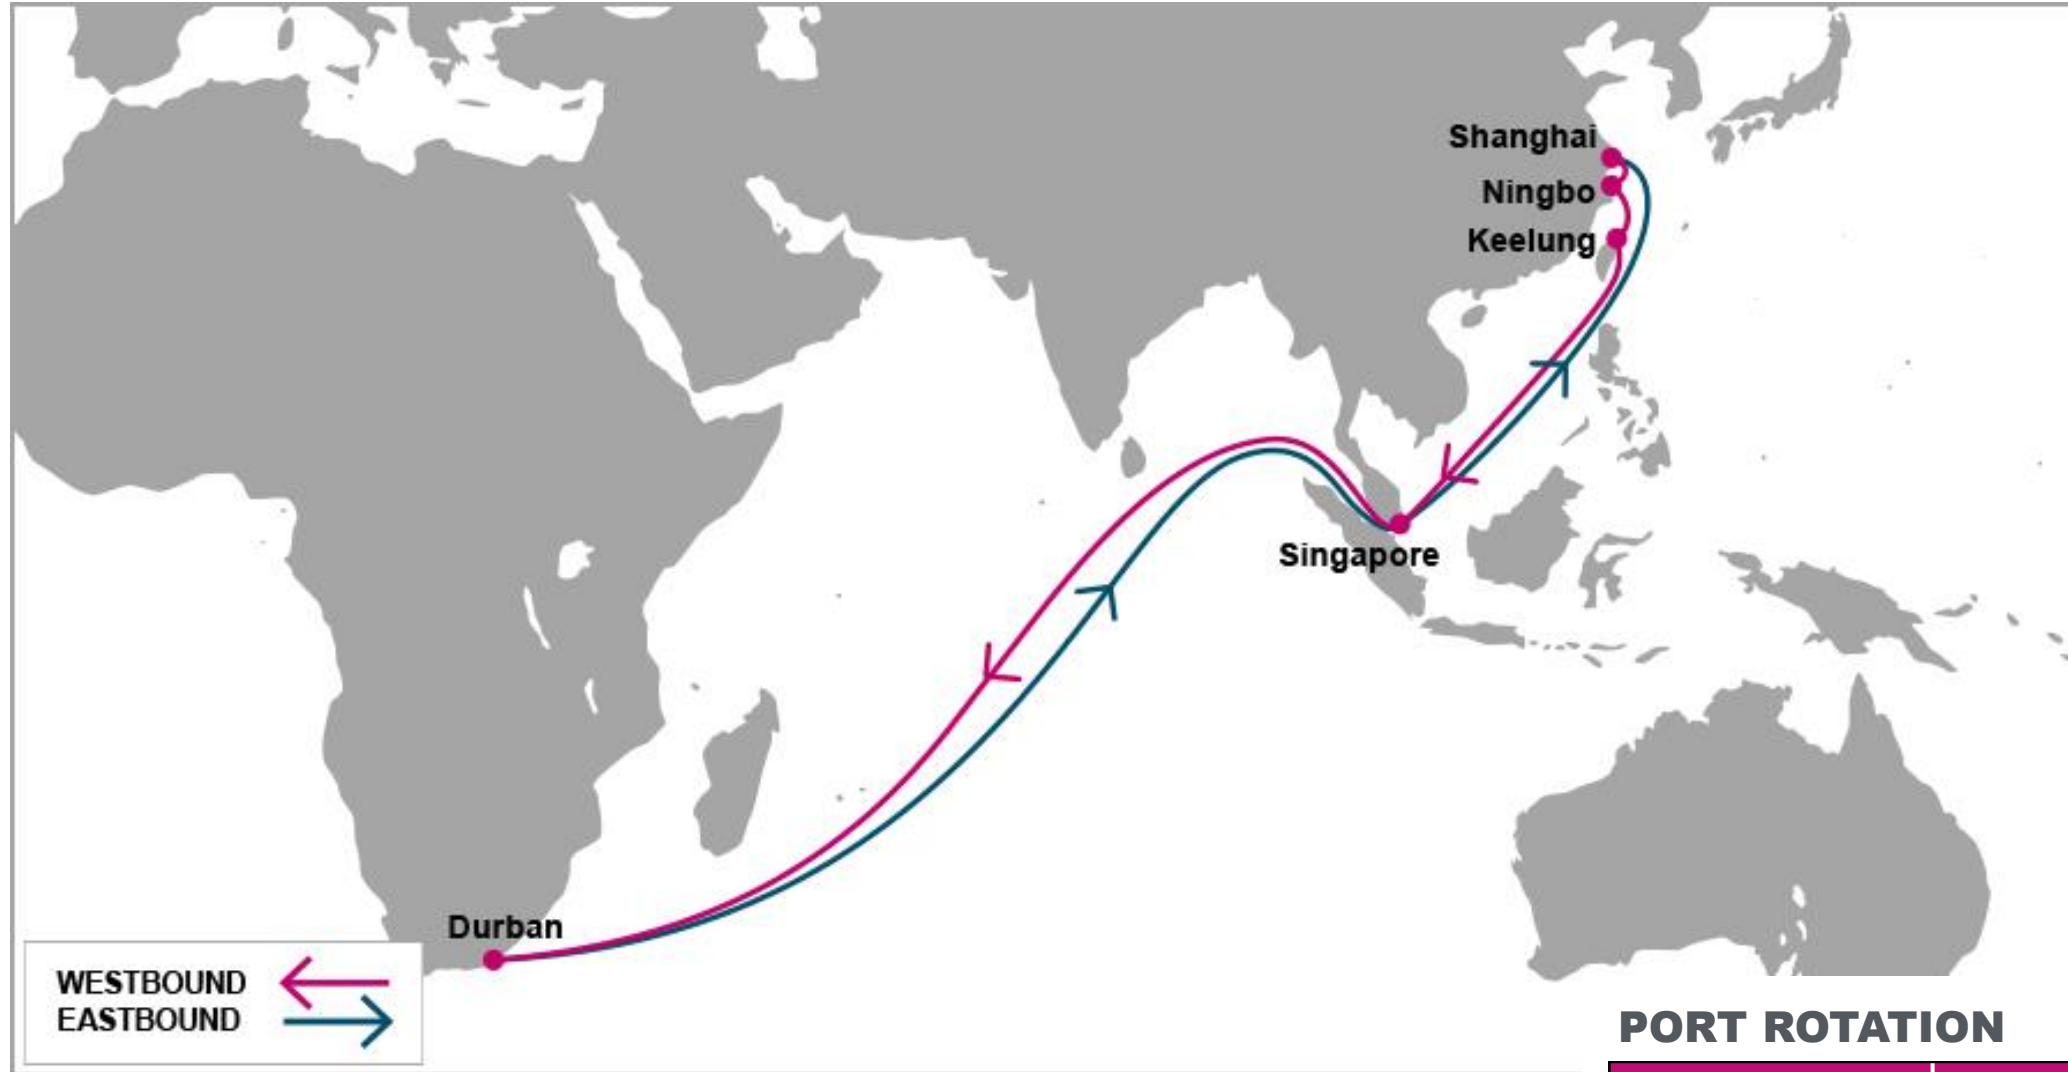 Shanghai
Ningbo
Keelung
Singapore
Durban
WESTBOUND
EASTBOUND
PORT ROTATION